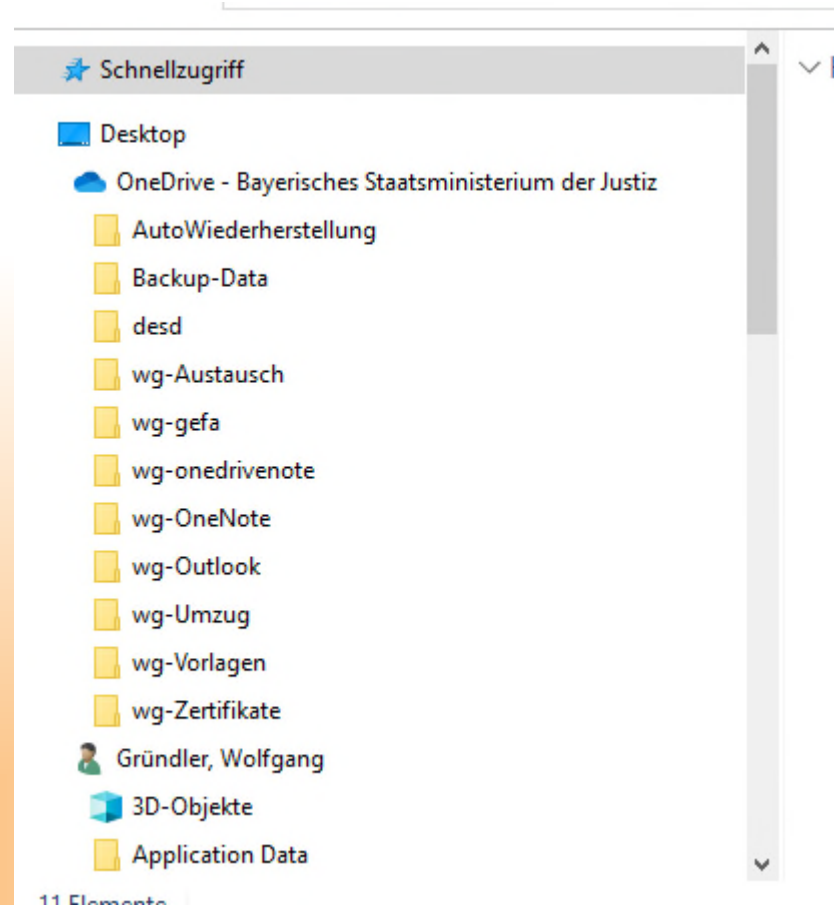 Schnellzugriff
Desktop
OneDrive - Bayerisches Staatsministerium der Justiz
AutoWiederherstellung
Backup-Data
desd
wg-Austausch
wg-gefa
wg-onedrivenote
wg-OneNote
wg-Outlook
wg-Umzug
wg-Vorlagen
wg-Zertifikate
Gründler, Wolfgang
3D-Objekte
Application Data
11 Elemente